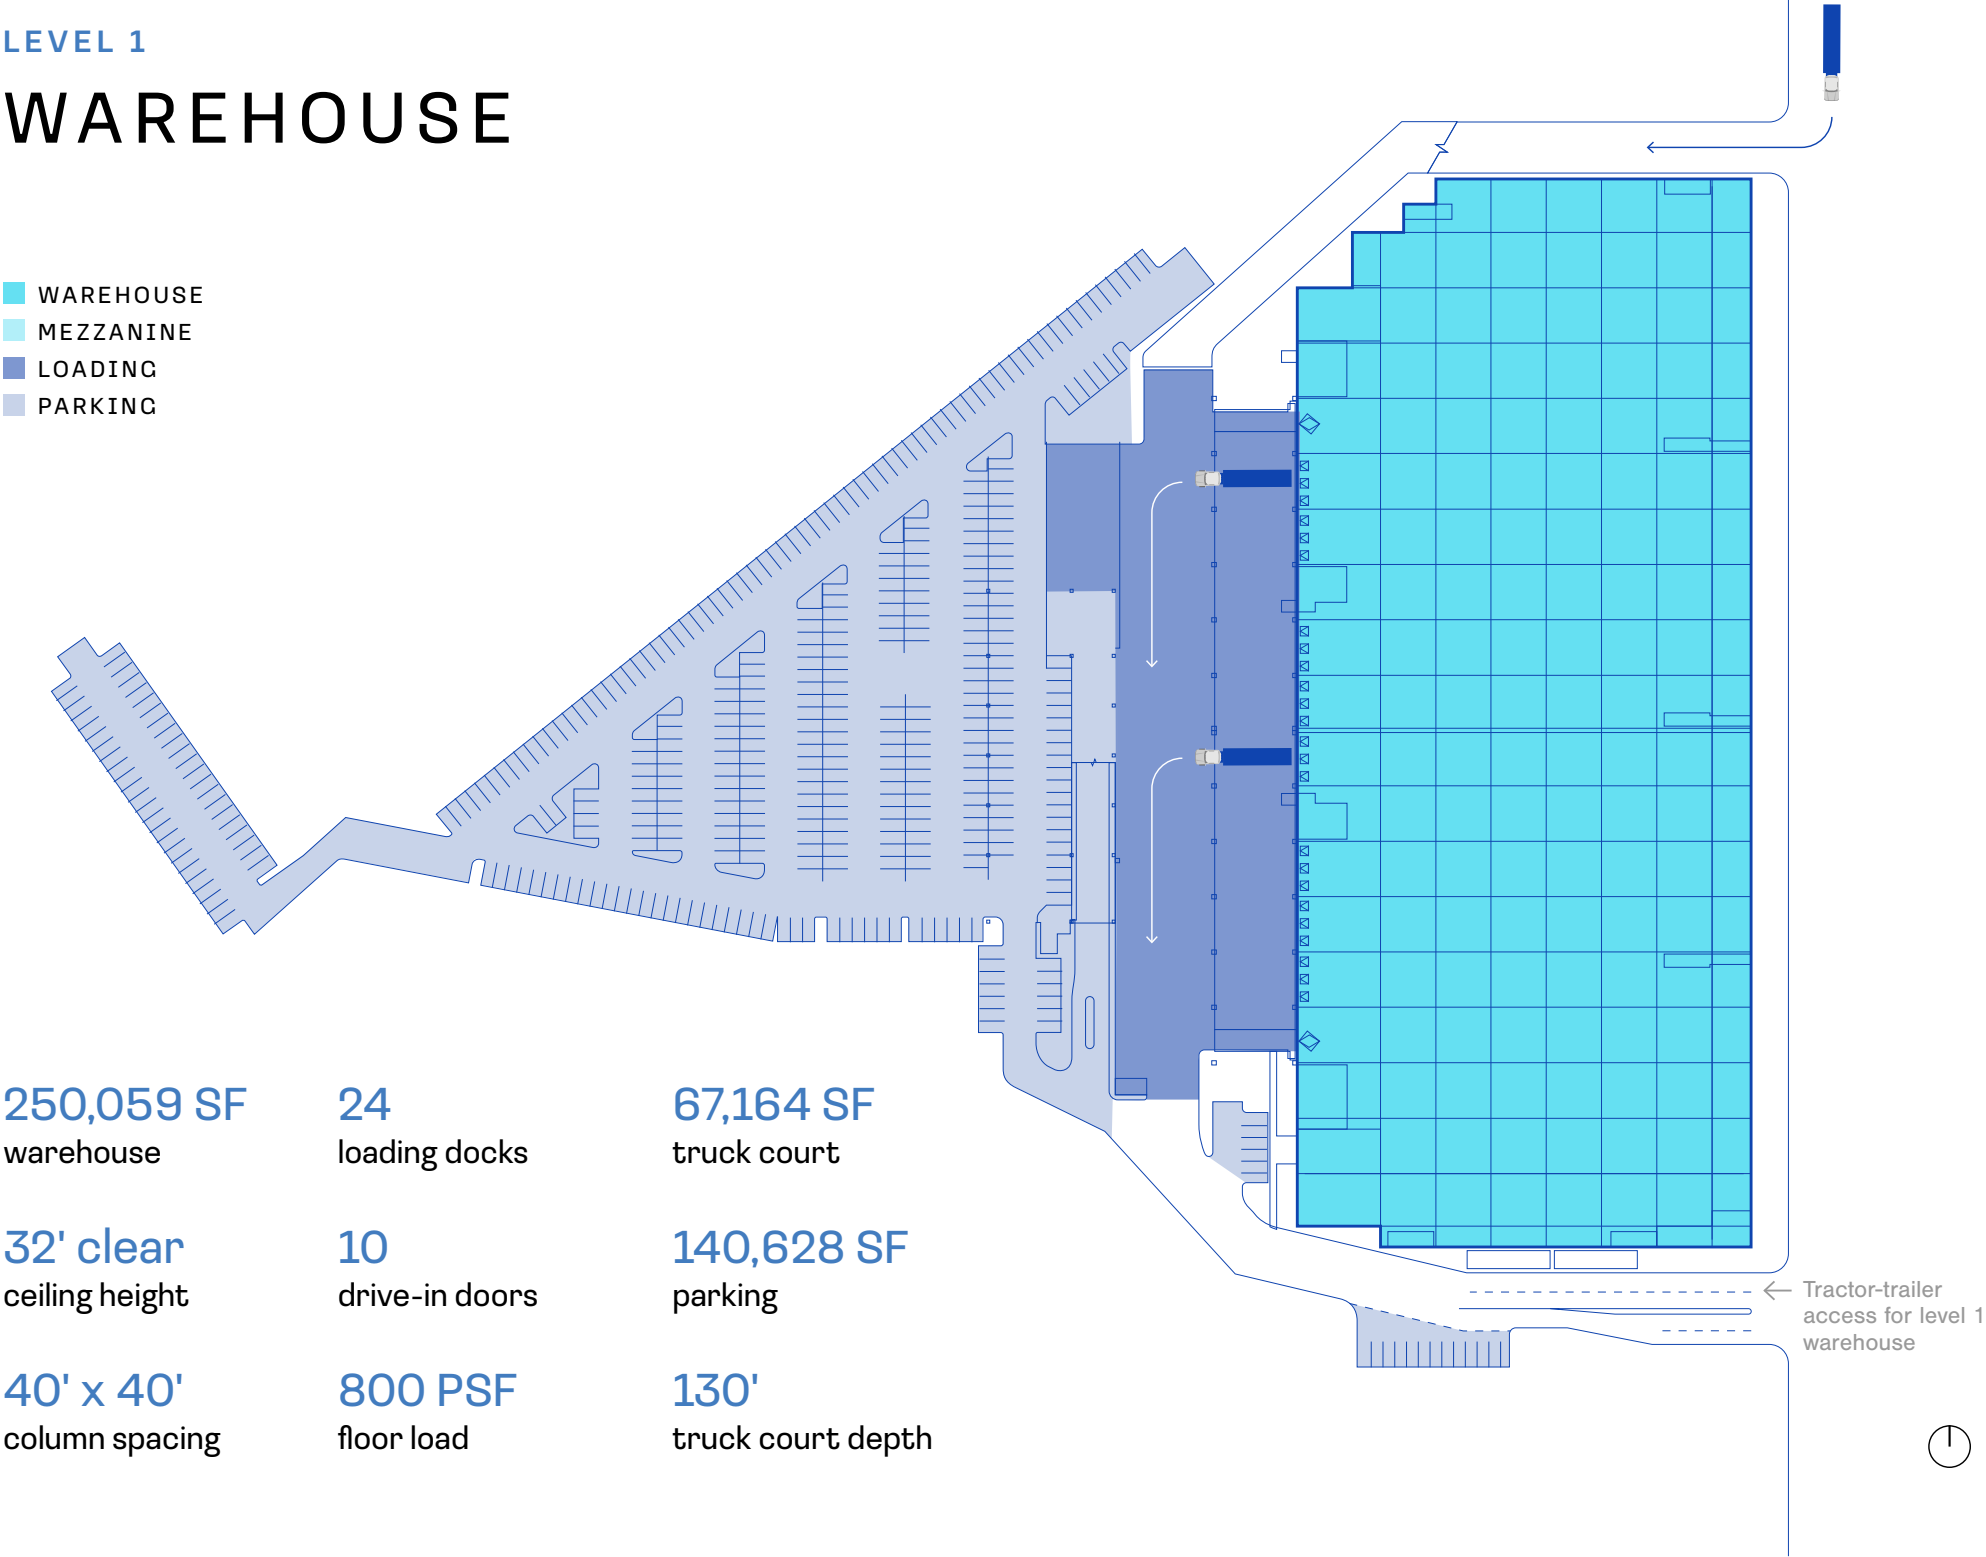 LEVEL 1
WAREHOUSE
WAREHOUSE
MEZZANINE
LOADING
PARKING
250,059 SF
warehouse
24
loading docks
67,164 SF
truck court
32' clear
ceiling height
10
drive-in doors
140,628 SF
parking
40' x 40'
column spacing
800 PSF
floor load
130'
truck court depth
Tractor-trailer
access for level 1
warehouse